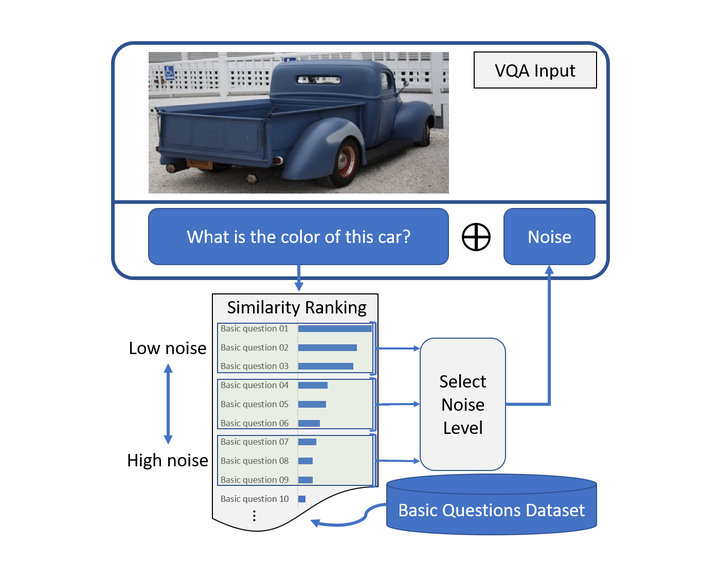 VQA Input
What is the color of this car?
Noise
Similarity Ranking
Basic question 01
Basic question 02
Basic question 03
Basic question 04
Basic question 05
Basic question 06
Basic question 07
Basic question 08
Basic question 09
Basic question 10
⋮
Low noise
High noise
Select
Noise
Level
Basic Questions Dataset